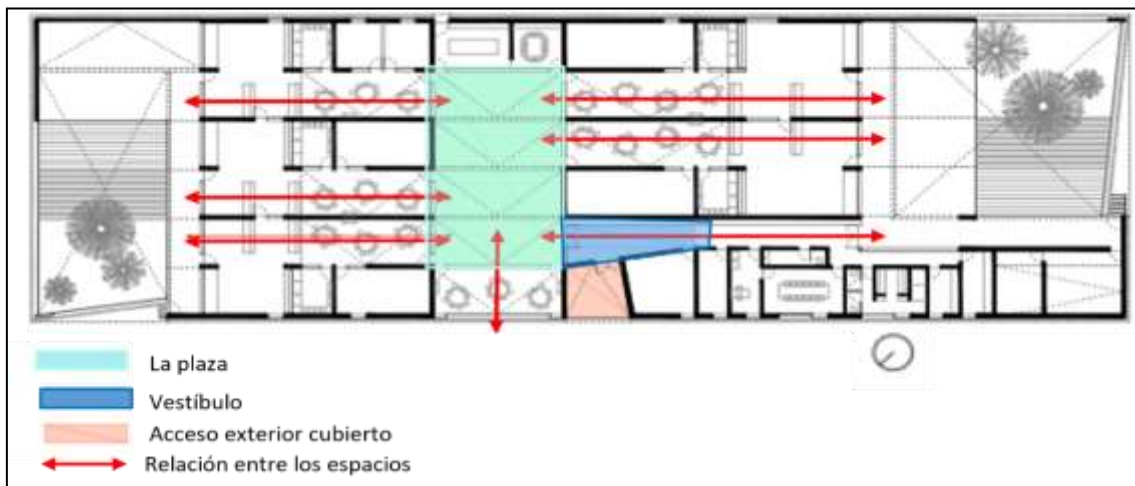 La plaza
Vestíbulo
Acceso exterior cubierto
Relación entre los espacios